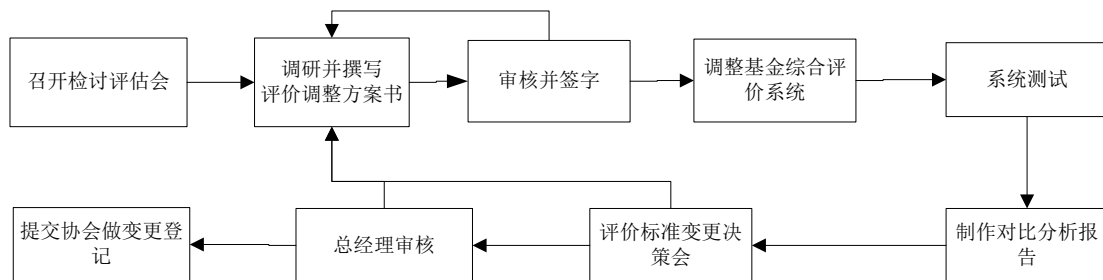 召开检讨评估会
调研并撰写
评价调整方案书
审核并签字
调整基金综合评
价系统
系统测试
提交协会做变更登
记
总经理审核
评价标准变更决
策会
制作对比分析报
告